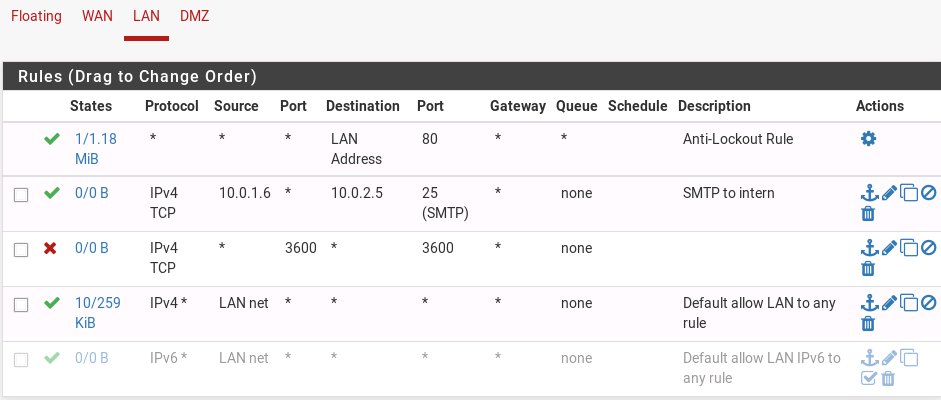 Floating WAN LAN DMZ
Rules (Drag to Change Order)
States Protocol Source Port Destination Port Gateway Queue Schedule Description Actions
1/1.18 * * * LAN 80 * * Anti-Lockout Rule
MiB Address
0/0 B IPv4 10.0.1.6 * 10.0.2.5 25 * none SMTP to intern
TCP (SMTP)
0/0 B IPv4 * 3600 * 3600 * none
TCP
10/259 IPv4 * LAN net * * * * none Default allow LAN to any
KiB rule
0/0 B IPv6 * LAN net * * * * none Default allow LAN IPv6 to
any rule